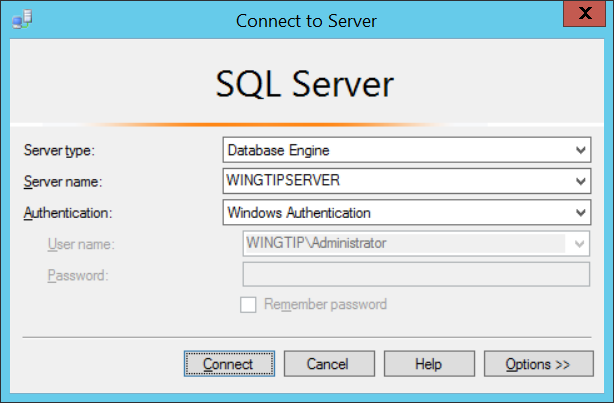 Connect to Server
X
SQL Server
Server type: Database Engine
Server name: WINGTIPSERVER
Authentication: Windows Authentication
User name: WINGTIP\Administrator
Password:
Remember password
Connect Cancel Help Options >>